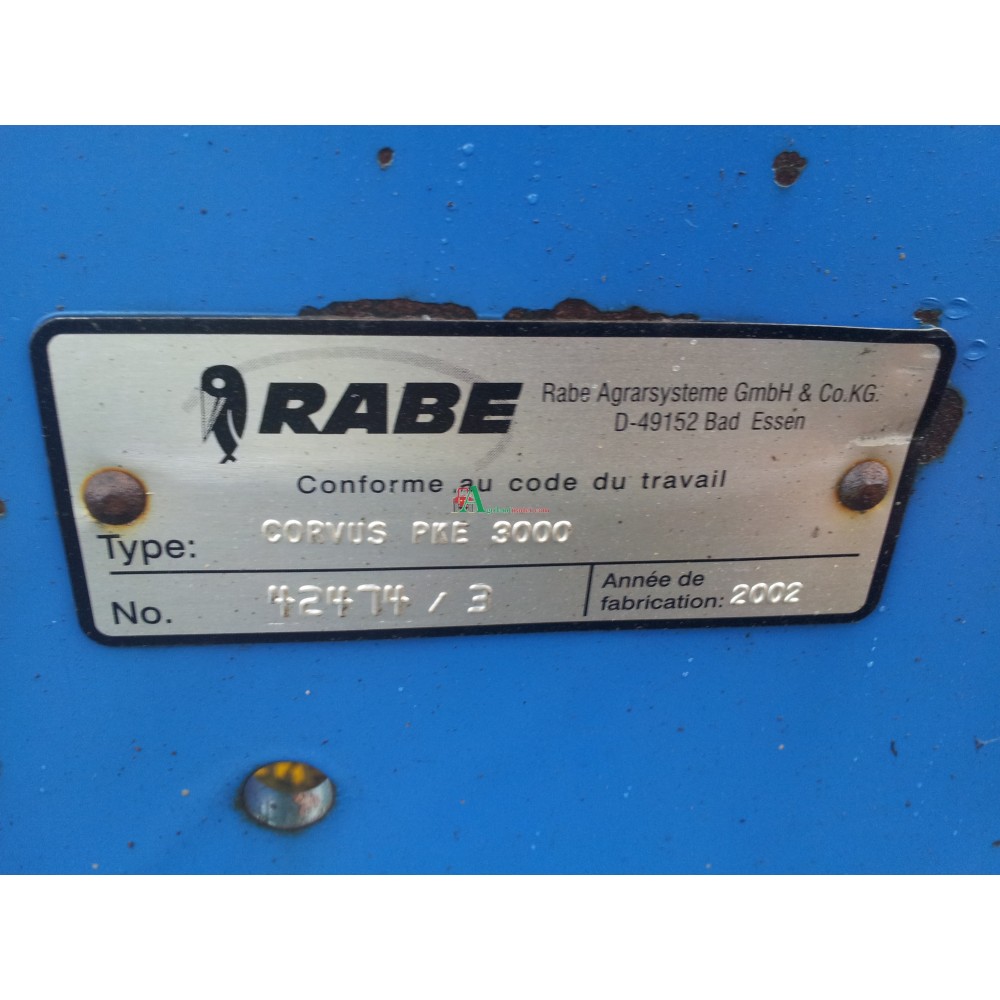 RABE
Rabe Agrarsysteme GmbH & Co.KG.
D-49152 Bad Essen
Conforme au code du travail
Type: CORVUS PKE 3000
No. 42474 / 3
Année de
fabrication: 2002